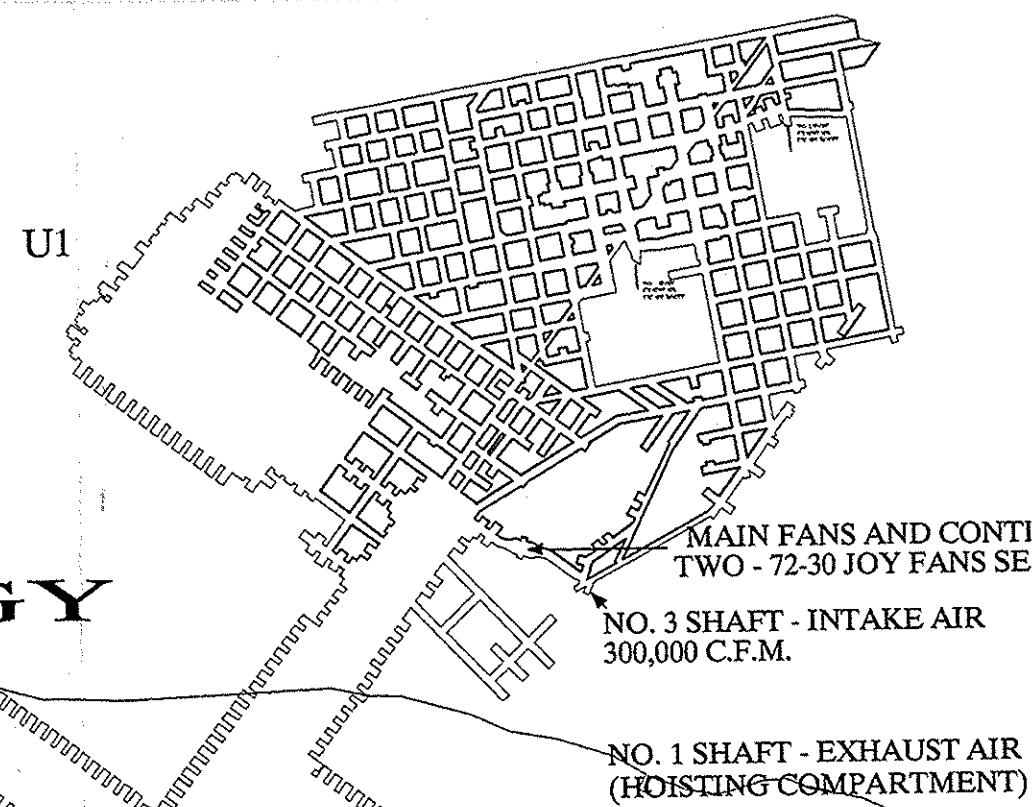 U1
MAIN FANS AND CONTI
TWO - 72-30 JOY FANS SE
GY
NO. 3 SHAFT - INTAKE AIR
300,000 C.F.M.
NO. 1 SHAFT - EXHAUST AIR
(HOISTING COMPARTMENT)